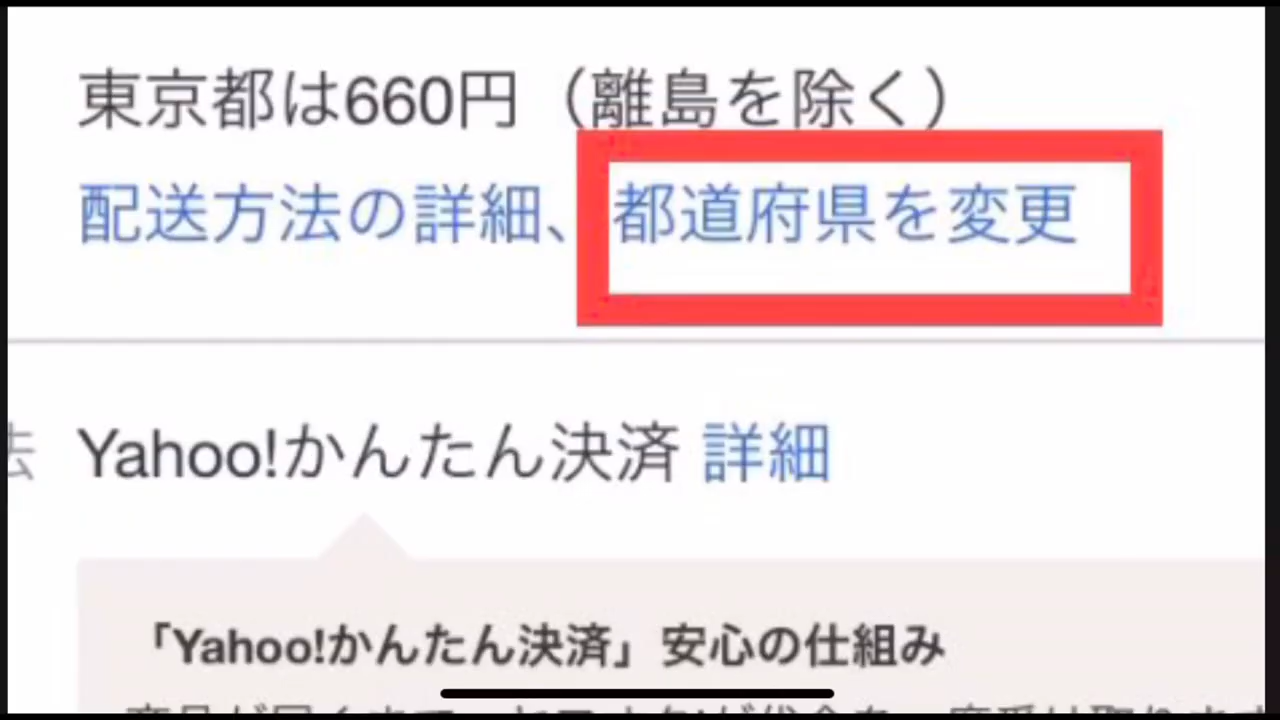 東京都は660円（離島を除く）
配送方法の詳細、都道府県を変更
法 Yahoo!かんたん決済 詳細
「Yahoo!かんたん決済」安心の仕組み